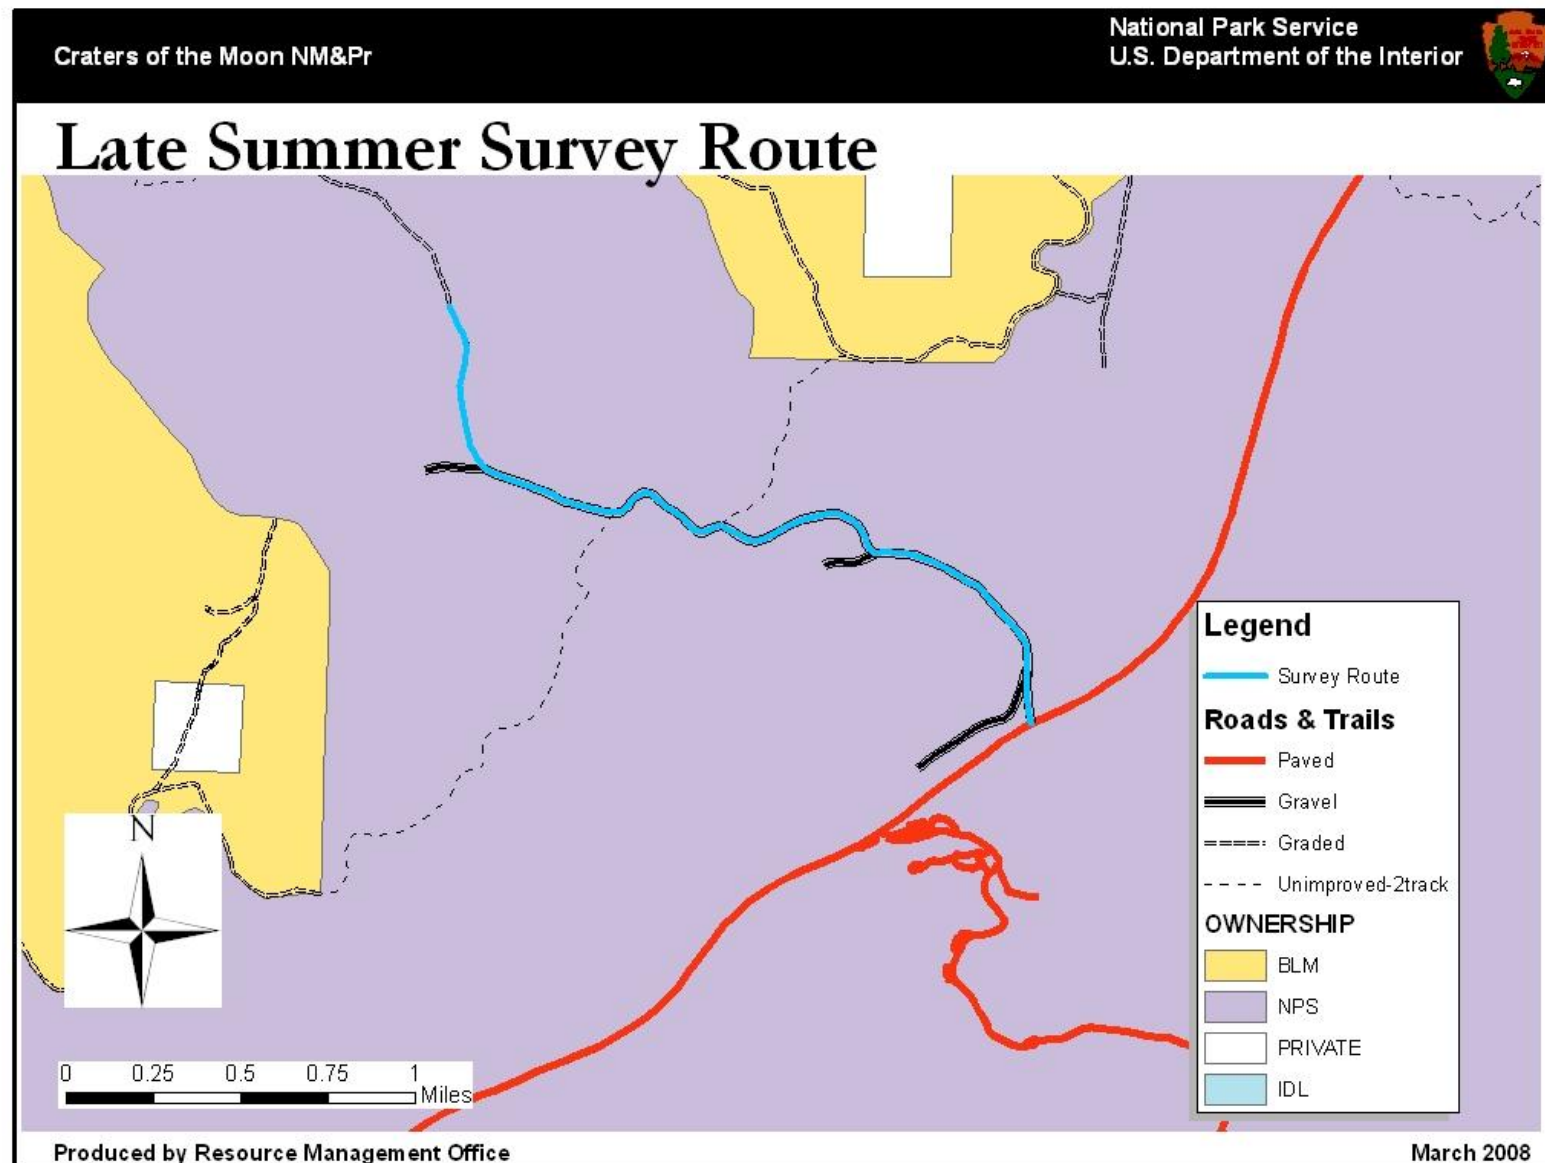 Craters of the Moon NM&Pr
National Park Service
U.S. Department of the Interior
Late Summer Survey Route
Legend
Survey Route
Roads & Trails
Paved
Gravel
Graded
Unimproved-2track
OWNERSHIP
BLM
NPS
PRIVATE
IDL
N
0 0.25 0.5 0.75 1
Miles
Produced by Resource Management Office
March 2008